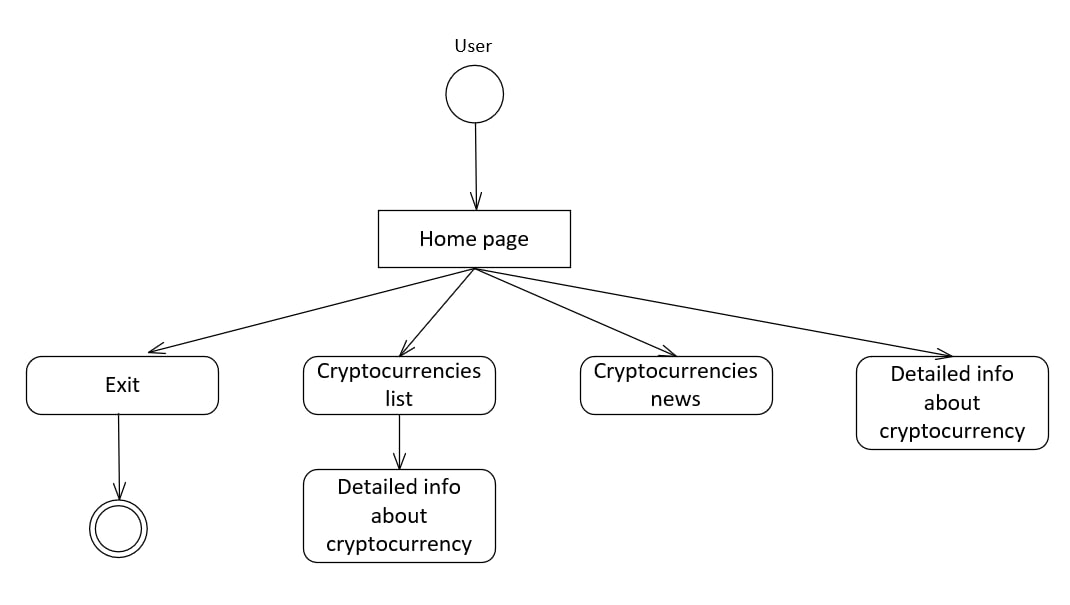 User
Home page
Exit
Cryptocurrencies
list
Cryptocurrencies
news
Detailed info
about
cryptocurrency
Detailed info
about
cryptocurrency